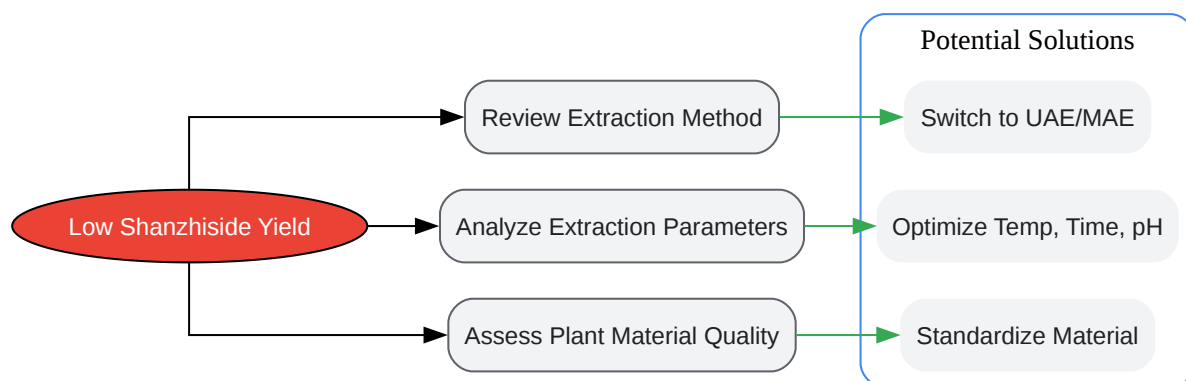 Potential Solutions
Review Extraction Method
Switch to UAE/MAE
Low Shanzhiside Yield
Analyze Extraction Parameters
Optimize Temp, Time, pH
Assess Plant Material Quality
Standardize Material